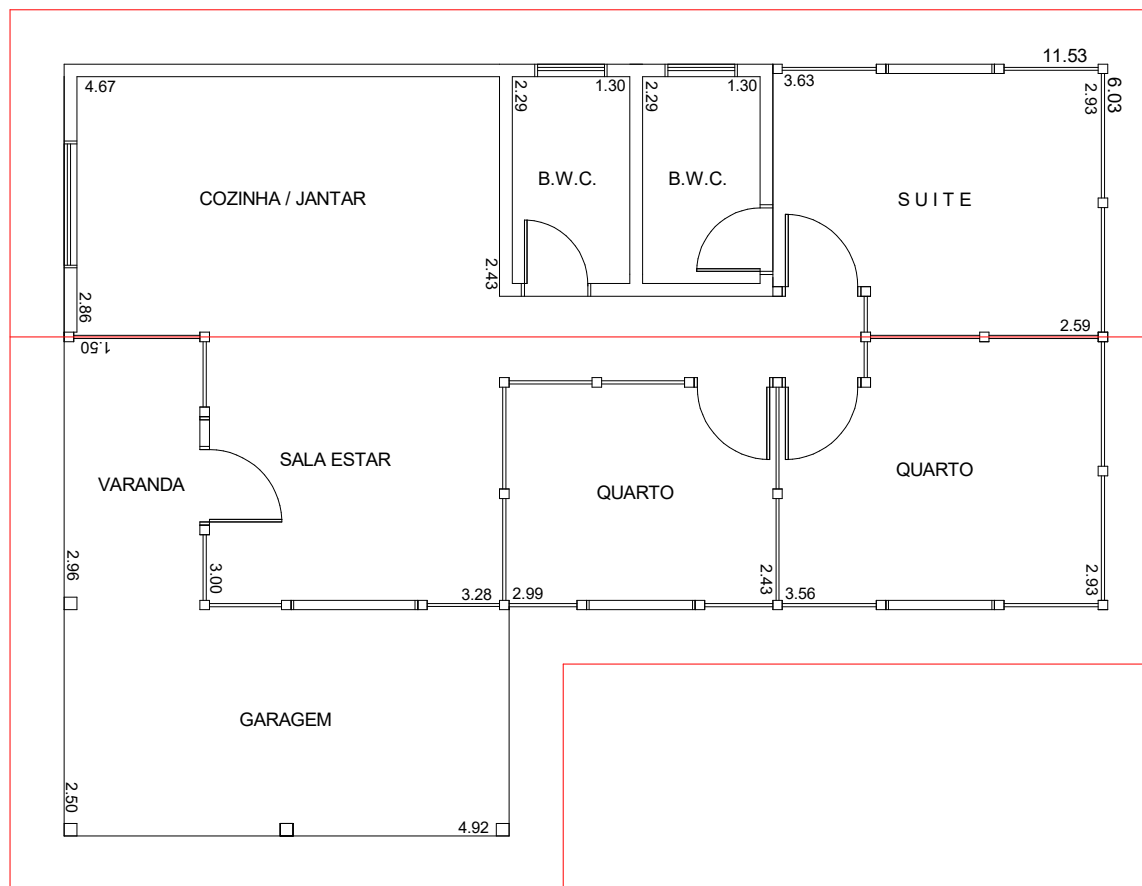 11.53
4.67
2.29
1.30
2.29
1.30
3.63
2.93
6.03
COZINHA / JANTAR
B.W.C.
B.W.C.
S U I T E
2.43
2.86
1.50
2.59
SALA ESTAR
VARANDA
QUARTO
QUARTO
2.96
3.00
3.28
2.99
2.43
3.56
2.93
GARAGEM
2.50
4.92